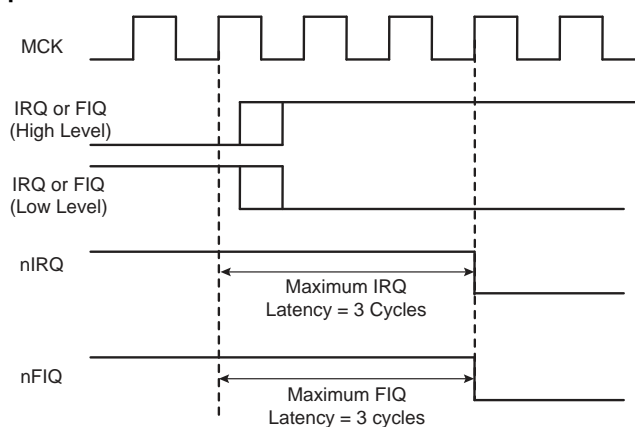 MCK
IRQ or FIQ
(High Level)
IRQ or FIQ
(Low Level)
nIRQ
Maximum IRQ
Latency = 3 Cycles
nFIQ
Maximum FIQ
Latency = 3 cycles